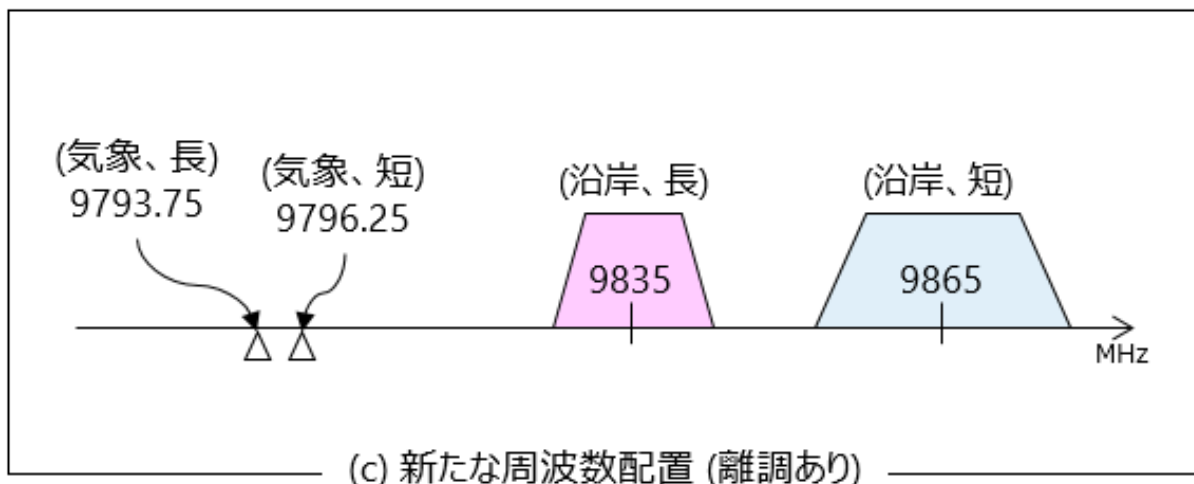 (気象、長)
9793.75
(気象、短)
9796.25
(沿岸、長)
9835
(沿岸、短)
9865
MHz
(c) 新たな周波数配置 (離調あり)